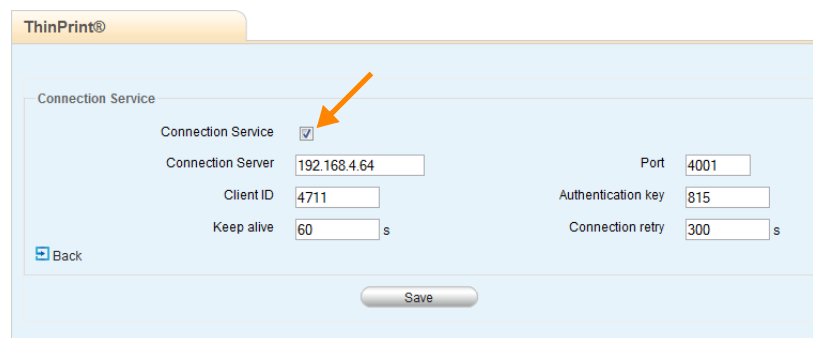 ThinPrint®
Connection Service
Connection Service
Connection Server 192.168.4.64 Port 4001
Client ID 4711 Authentication key 815
Keep alive 60 s Connection retry 300 s
Back
Save